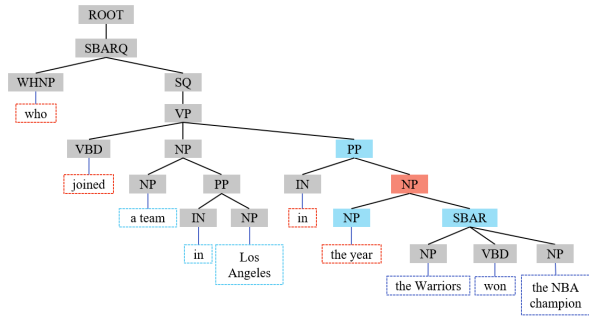 ROOT
SBARQ
WHNP SQ
who VP
VBD NP PP
joined NP PP IN NP
a team IN NP in NP SBAR
in Los Angeles the year NP VBD NP
the Warriors won the NBA champion